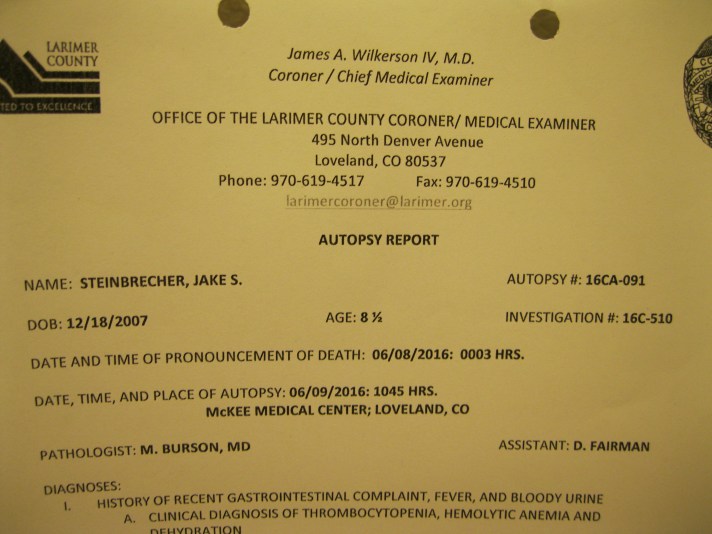 LARIMER
COUNTY
TED TO EXCELLENCE
James A. Wilkerson IV, M.D.
Coroner / Chief Medical Examiner
OFFICE OF THE LARIMER COUNTY CORONER/ MEDICAL EXAMINER
495 North Denver Avenue
Loveland, CO 80537
Phone: 970-619-4517 Fax: 970-619-4510
larimercoroner@larimer.org
AUTOPSY REPORT
NAME: STEINBRECHER, JAKE S. AUTOPSY #: 16CA-091
DOB: 12/18/2007 AGE: 8 ½ INVESTIGATION #: 16C-510
DATE AND TIME OF PRONOUNCEMENT OF DEATH: 06/08/2016: 0003 HRS.
DATE, TIME, AND PLACE OF AUTOPSY: 06/09/2016: 1045 HRS.
McKEE MEDICAL CENTER; LOVELAND, CO
PATHOLOGIST: M. BURSON, MD ASSISTANT: D. FAIRMAN
DIAGNOSES:
I. HISTORY OF RECENT GASTROINTESTINAL COMPLAINT, FEVER, AND BLOODY URINE
A. CLINICAL DIAGNOSIS OF THROMBOCYTOPENIA, HEMOLYTIC ANEMIA AND
DEHYDRATION